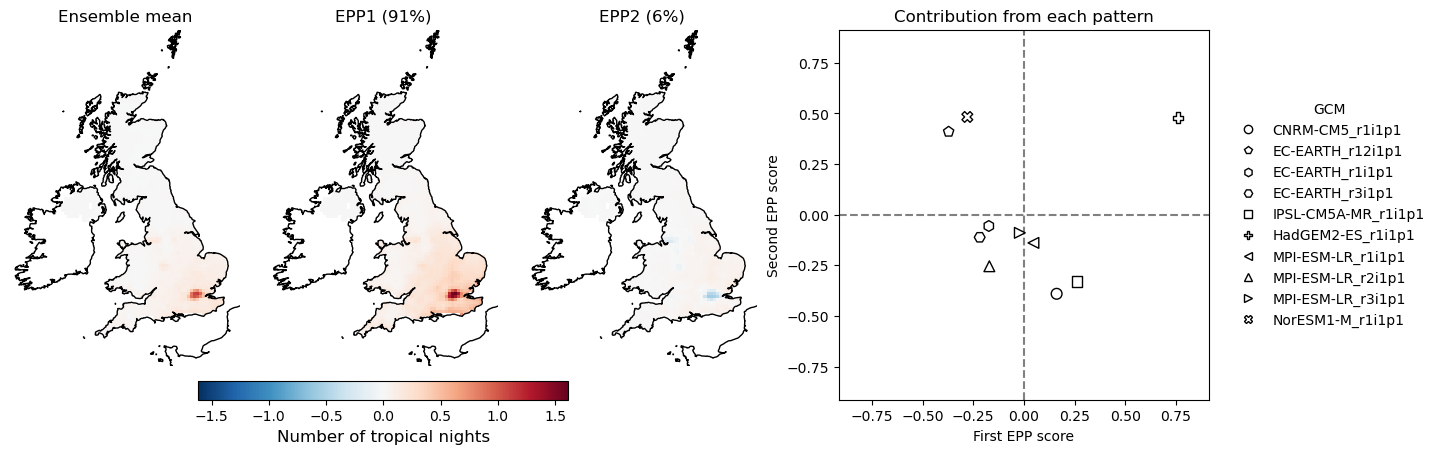 Ensemble mean
EPP1 (91%)
EPP2 (6%)
Contribution from each pattern
−1.5 −1.0 −0.5 0.0 0.5 1.0 1.5
Number of tropical nights
0.75
0.50
0.25
0.00
−0.25
−0.50
−0.75
Second EPP score
−0.75 −0.50 −0.25 0.00 0.25 0.50 0.75
First EPP score
GCM
CNRM-CM5_r1i1p1
EC-EARTH_r12i1p1
EC-EARTH_r1i1p1
EC-EARTH_r3i1p1
IPSL-CM5A-MR_r1i1p1
HadGEM2-ES_r1i1p1
MPI-ESM-LR_r1i1p1
MPI-ESM-LR_r2i1p1
MPI-ESM-LR_r3i1p1
NorESM1-M_r1i1p1